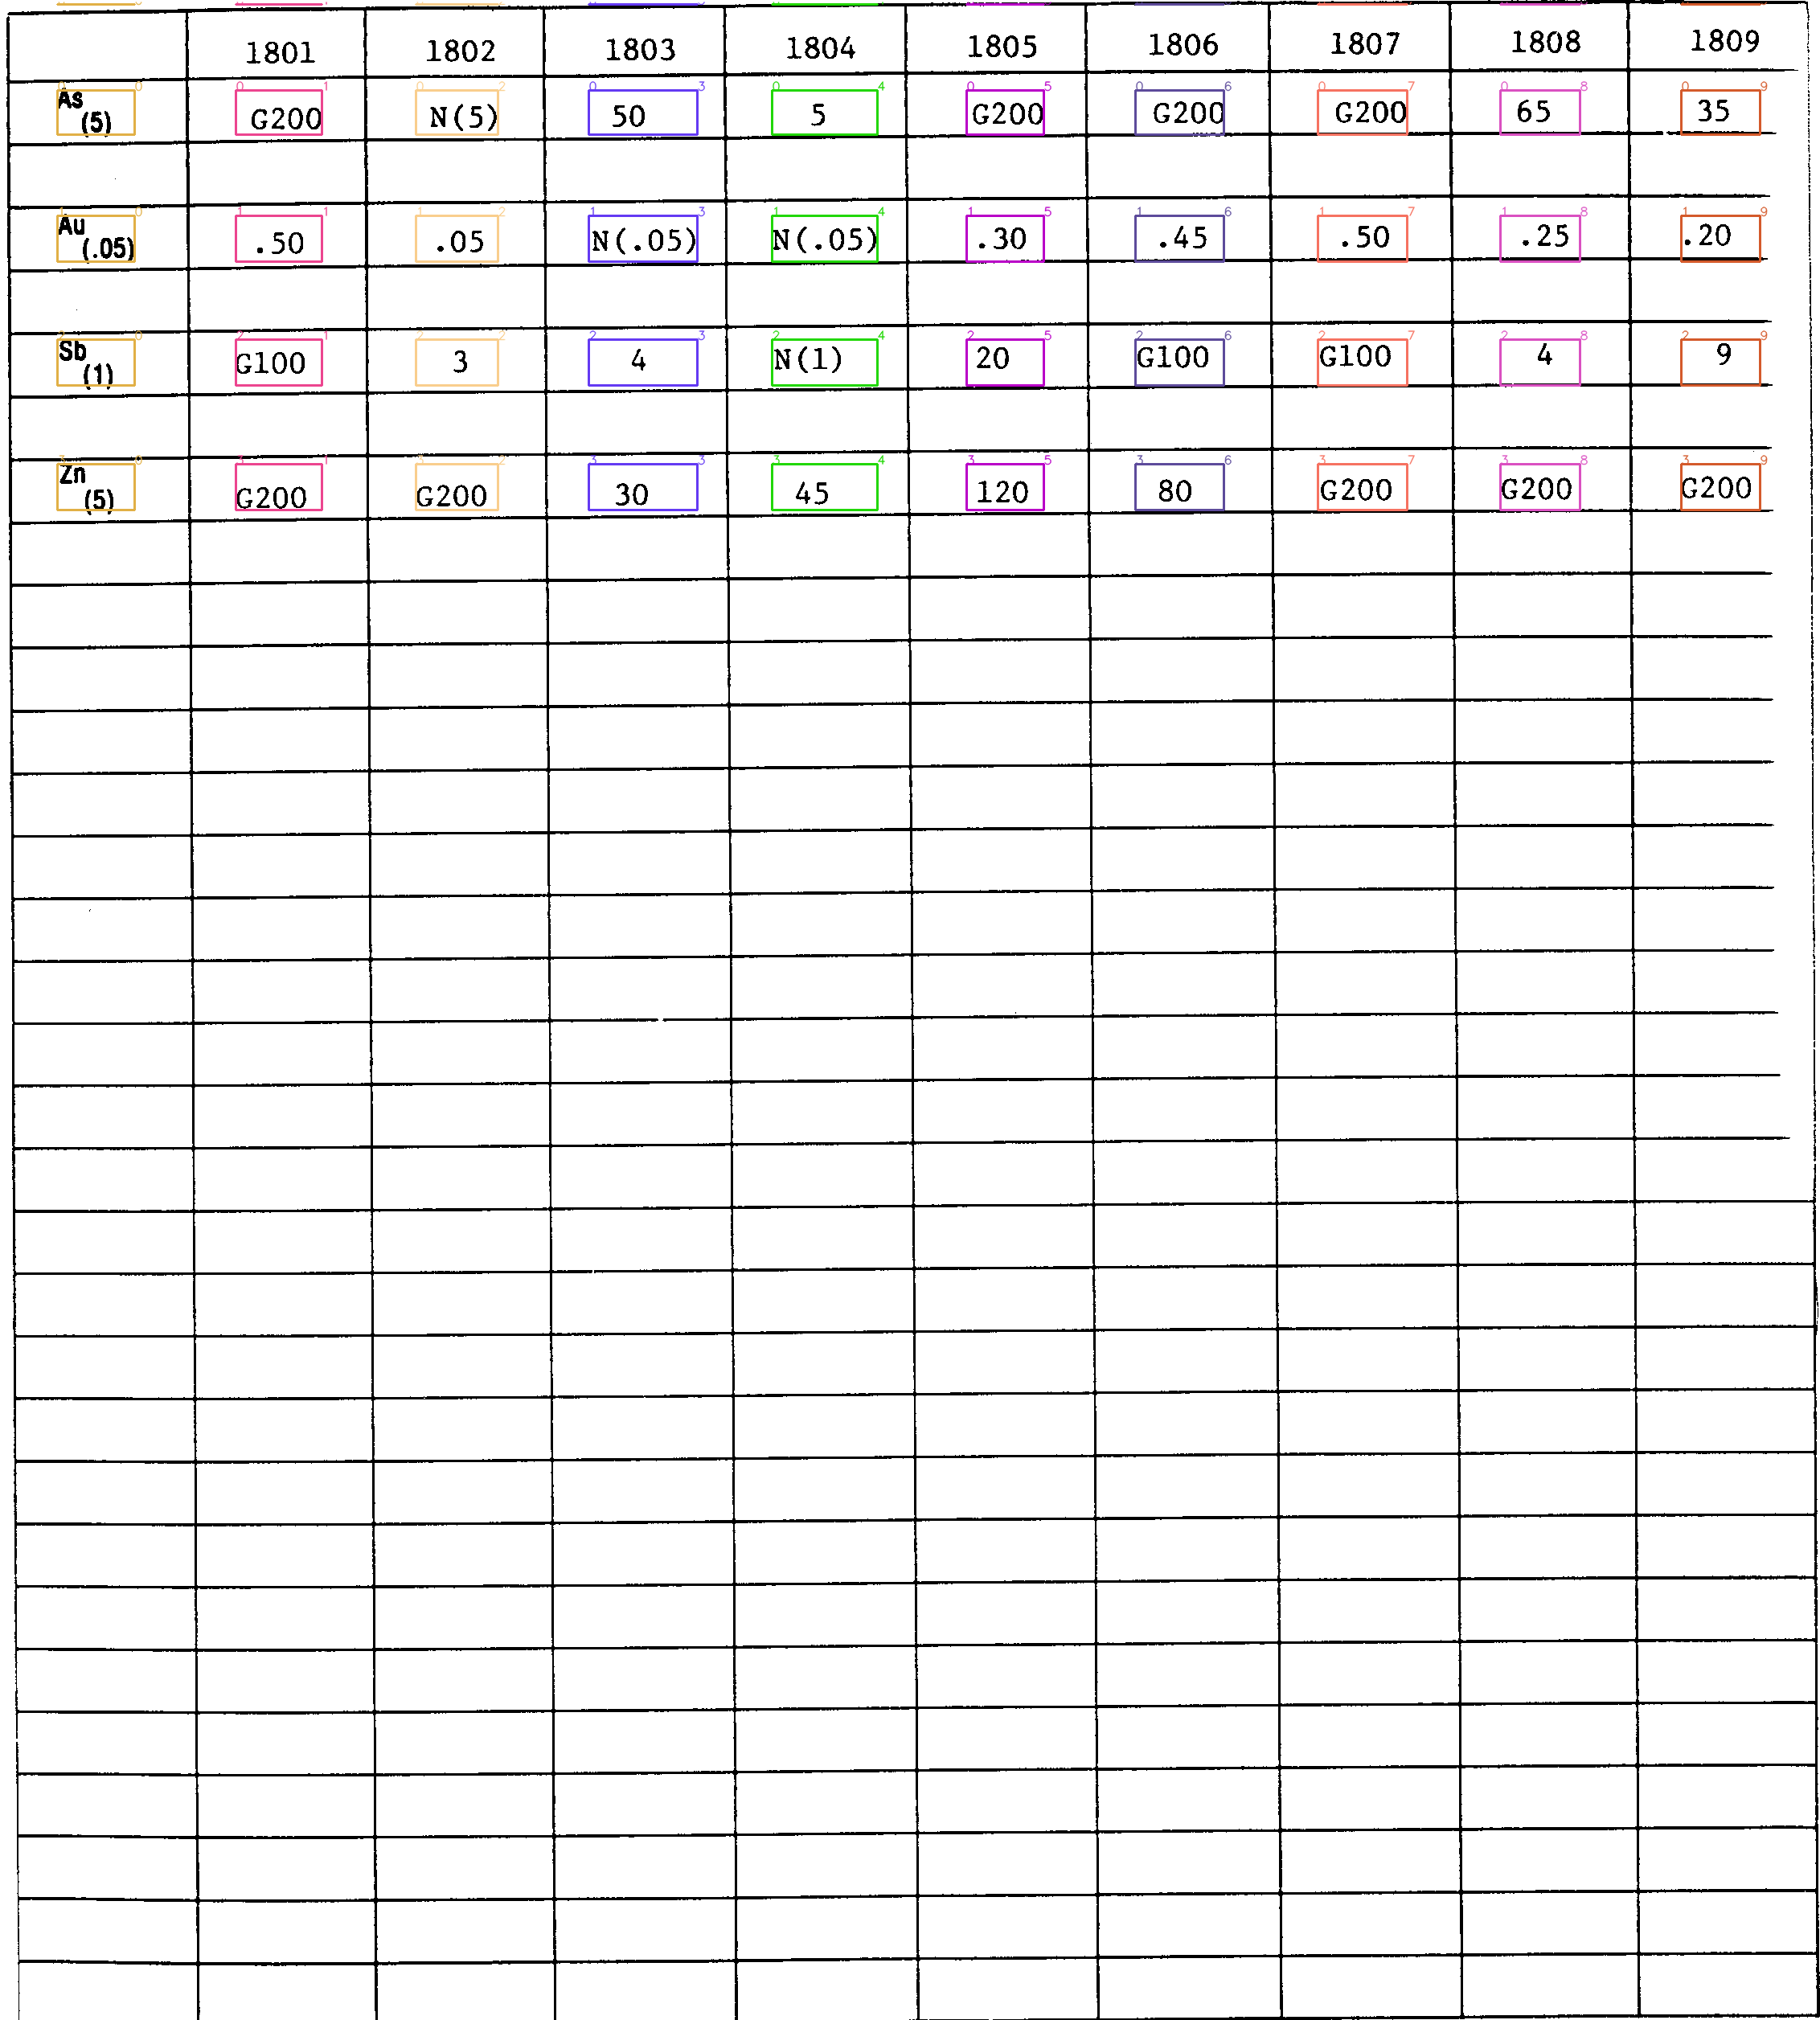 1801 1802 1803 1804 1805 1806 1807 1808 1809
As (5) G200 N(5) 50 5 G200 G200 G200 65 35
Au (.05) .50 .05 N(.05) N(.05) .30 .45 .50 .25 .20
Sb (1) G100 3 4 N(1) 20 G100 G100 4 9
Zn (5) G200 G200 30 45 120 80 G200 G200 G200